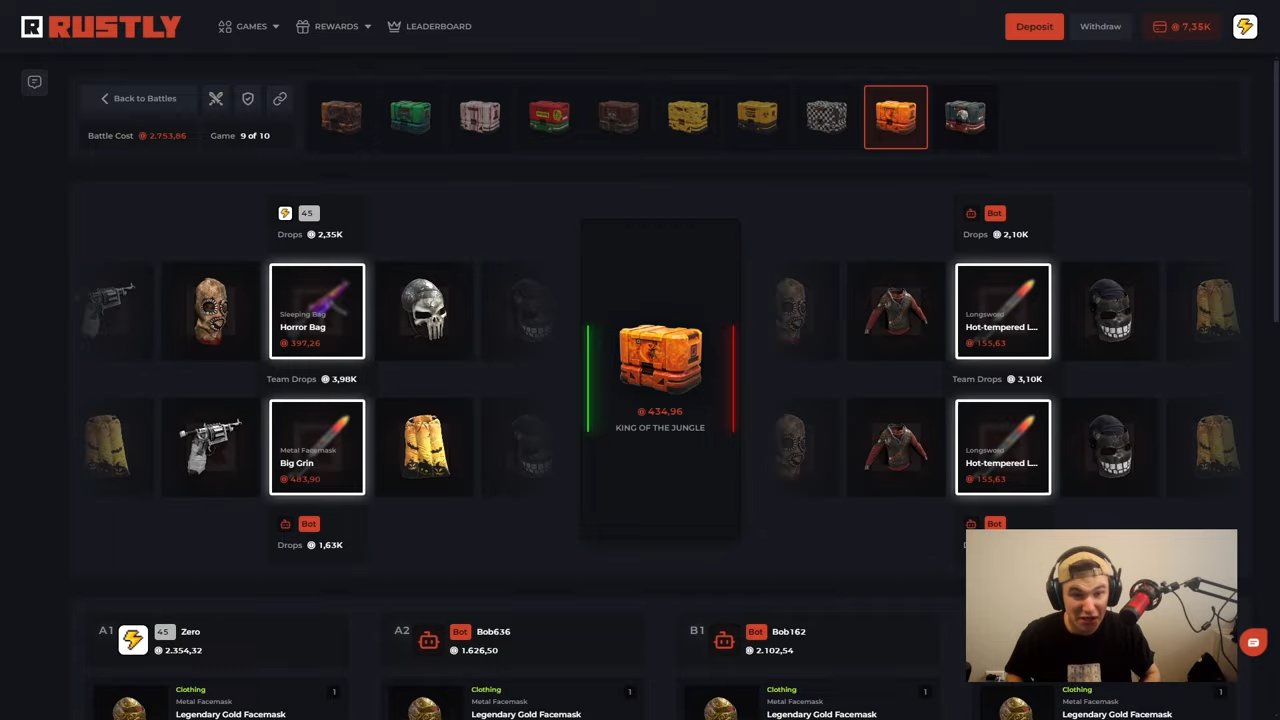 R RUSTLY
GAMES
REWARDS
LEADERBOARD
Deposit
Withdraw
7,35K
Back to Battles
Battle Cost 2.753,86
Game 9 of 10
45
Drops 2,35K
Bot
Drops 2,10K
Sleeping Bag
Horror Bag
397,26
Longsword
Hot-tempered L...
155,63
Team Drops 3,98K
Team Drops 3,10K
434,96
KING OF THE JUNGLE
Metal Facemask
Big Grin
483,90
Longsword
Hot-tempered L...
155,63
Bot
Drops 1,63K
Bot
A1
45 Zero
2.354,32
A2
Bot Bob636
1.626,50
B1
Bot Bob162
2.102,54
Clothing
1
Metal Facemask
Legendary Gold Facemask
Clothing
1
Metal Facemask
Legendary Gold Facemask
Clothing
1
Metal Facemask
Legendary Gold Facemask
Clothing
1
Metal Facemask
Legendary Gold Facemask